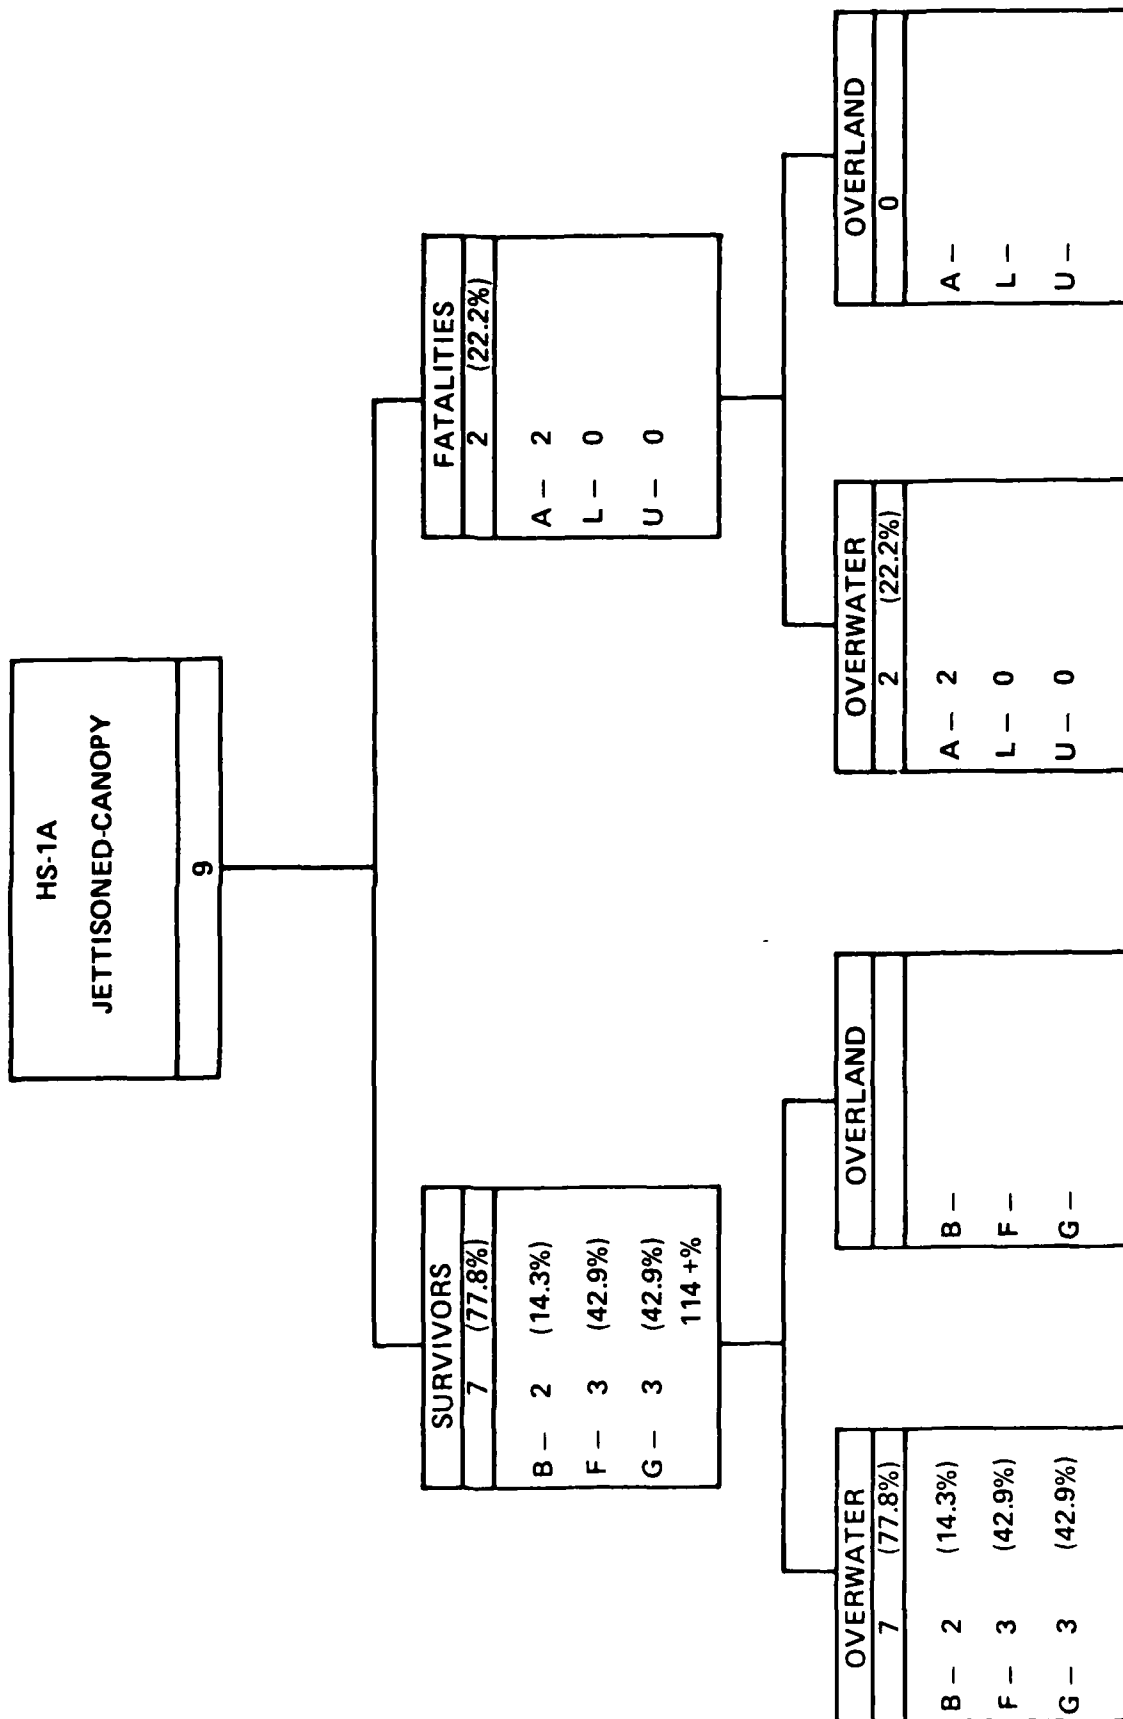 HS-1A
JETTISONED-CANOPY
9
SURVIVORS
7 (77.8%)
B – 2 (14.3%)
F – 3 (42.9%)
G – 3 (42.9%)
114 +%
FATALITIES
2 (22.2%)
A – 2
L – 0
U – 0
OVERWATER
7 (77.8%)
B – 2 (14.3%)
F – 3 (42.9%)
G – 3 (42.9%)
OVERLAND
B –
F –
G –
OVERWATER
2 (22.2%)
A – 2
L – 0
U – 0
OVERLAND
0
A –
L –
U –